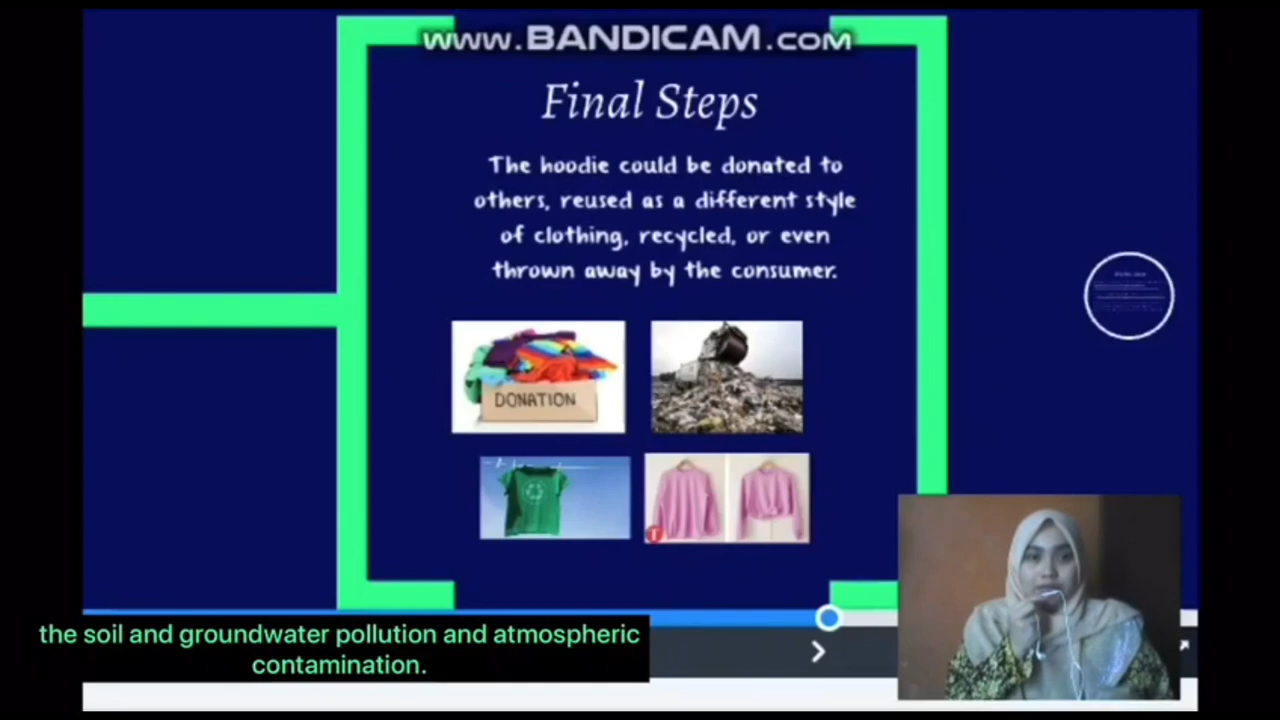 www.BANDICAM.com
Final Steps
The hoodie could be donated to
others, reused as a different style
of clothing, recycled, or even
thrown away by the consumer.
DONATION
the soil and groundwater pollution and atmospheric
contamination.